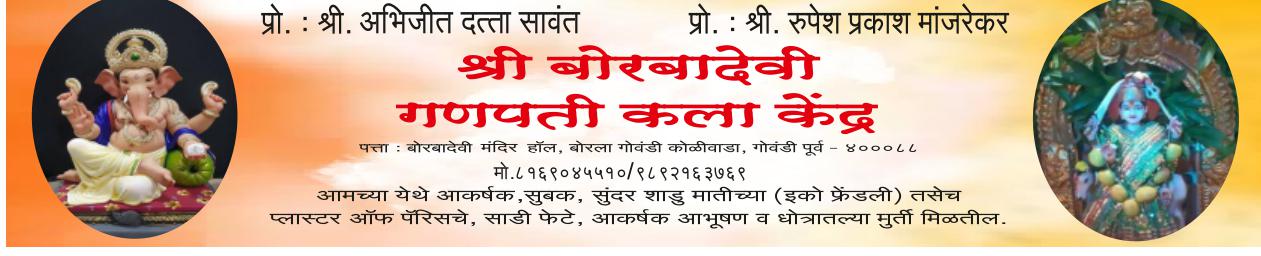 प्रो. : श्री. अभिजीत दत्ता सावंत प्रो. : श्री. रुपेश प्रकाश मांजरेकर
श्री बोरबादेवी
गणपती कला केंद्र
पत्ता : बोरबादेवी मंदिर हॉल, बोरला गोवंडी कोळीवाडा, गोवंडी पूर्व - ४०००८८
मो.८१६९०४५५१०/९८९२१६३७६९
आमच्या येथे आकर्षक,सुबक, सुंदर शाडु मातीच्या (इको फ्रेंडली) तसेच
प्लास्टर ऑफ पॅरिसचे, साडी फेटे, आकर्षक आभूषण व धोत्रातल्या मुर्ती मिळतील.